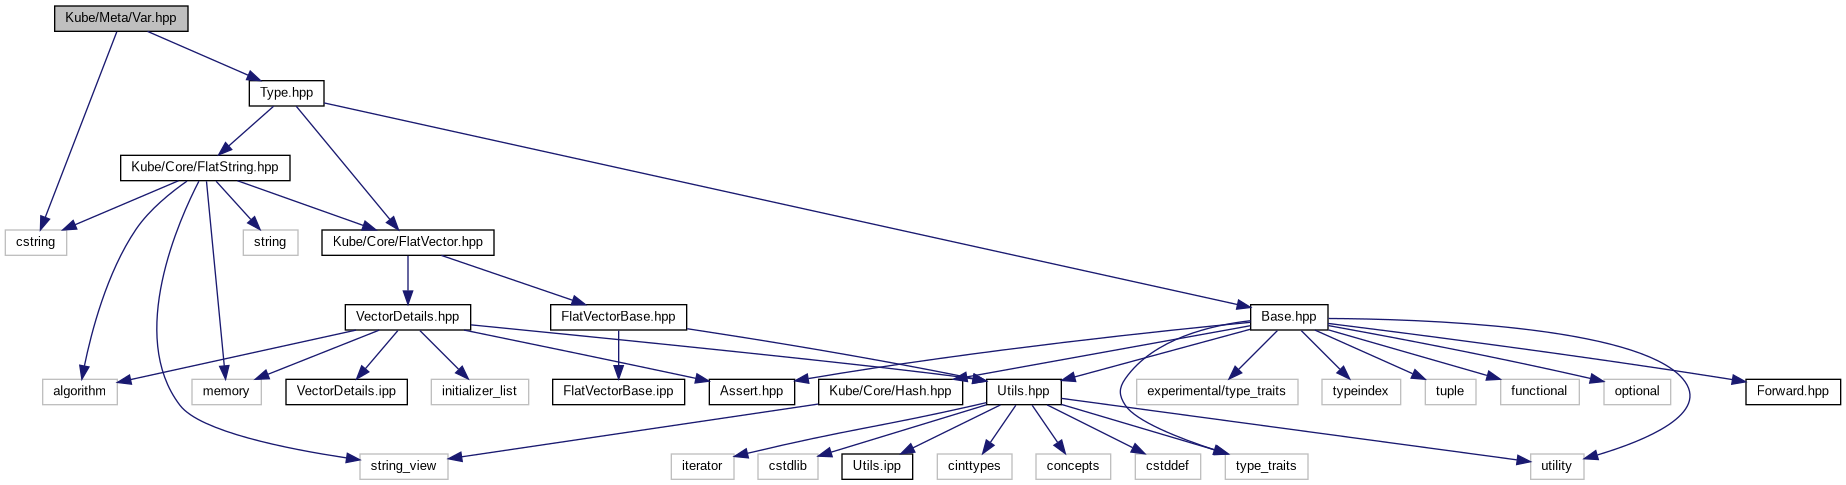 Kube/Meta/Var.hpp
Type.hpp
Kube/Core/FlatString.hpp
cstring
string
Kube/Core/FlatVector.hpp
VectorDetails.hpp
FlatVectorBase.hpp
Base.hpp
algorithm
memory
VectorDetails.ipp
initializer_list
FlatVectorBase.ipp
Assert.hpp
Kube/Core/Hash.hpp
Utils.hpp
experimental/type_traits
typeindex
tuple
functional
optional
Forward.hpp
string_view
iterator
cstdlib
Utils.ipp
cinttypes
concepts
cstddef
type_traits
utility